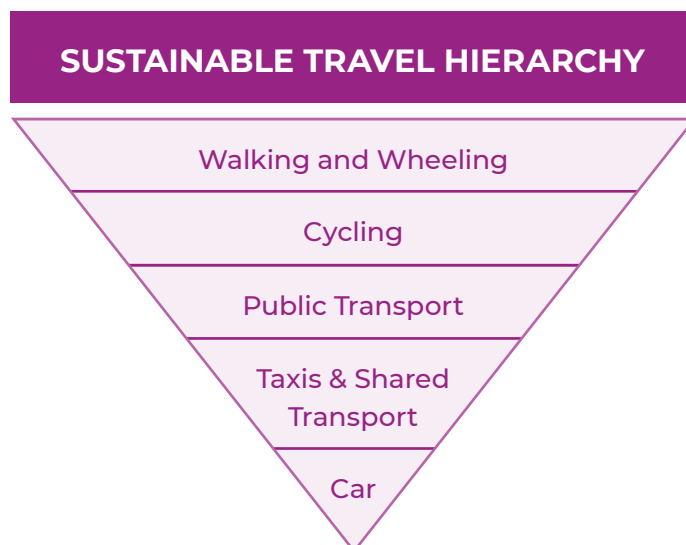 SUSTAINABLE TRAVEL HIERARCHY
Walking and Wheeling
Cycling
Public Transport
Taxis & Shared
Transport
Car